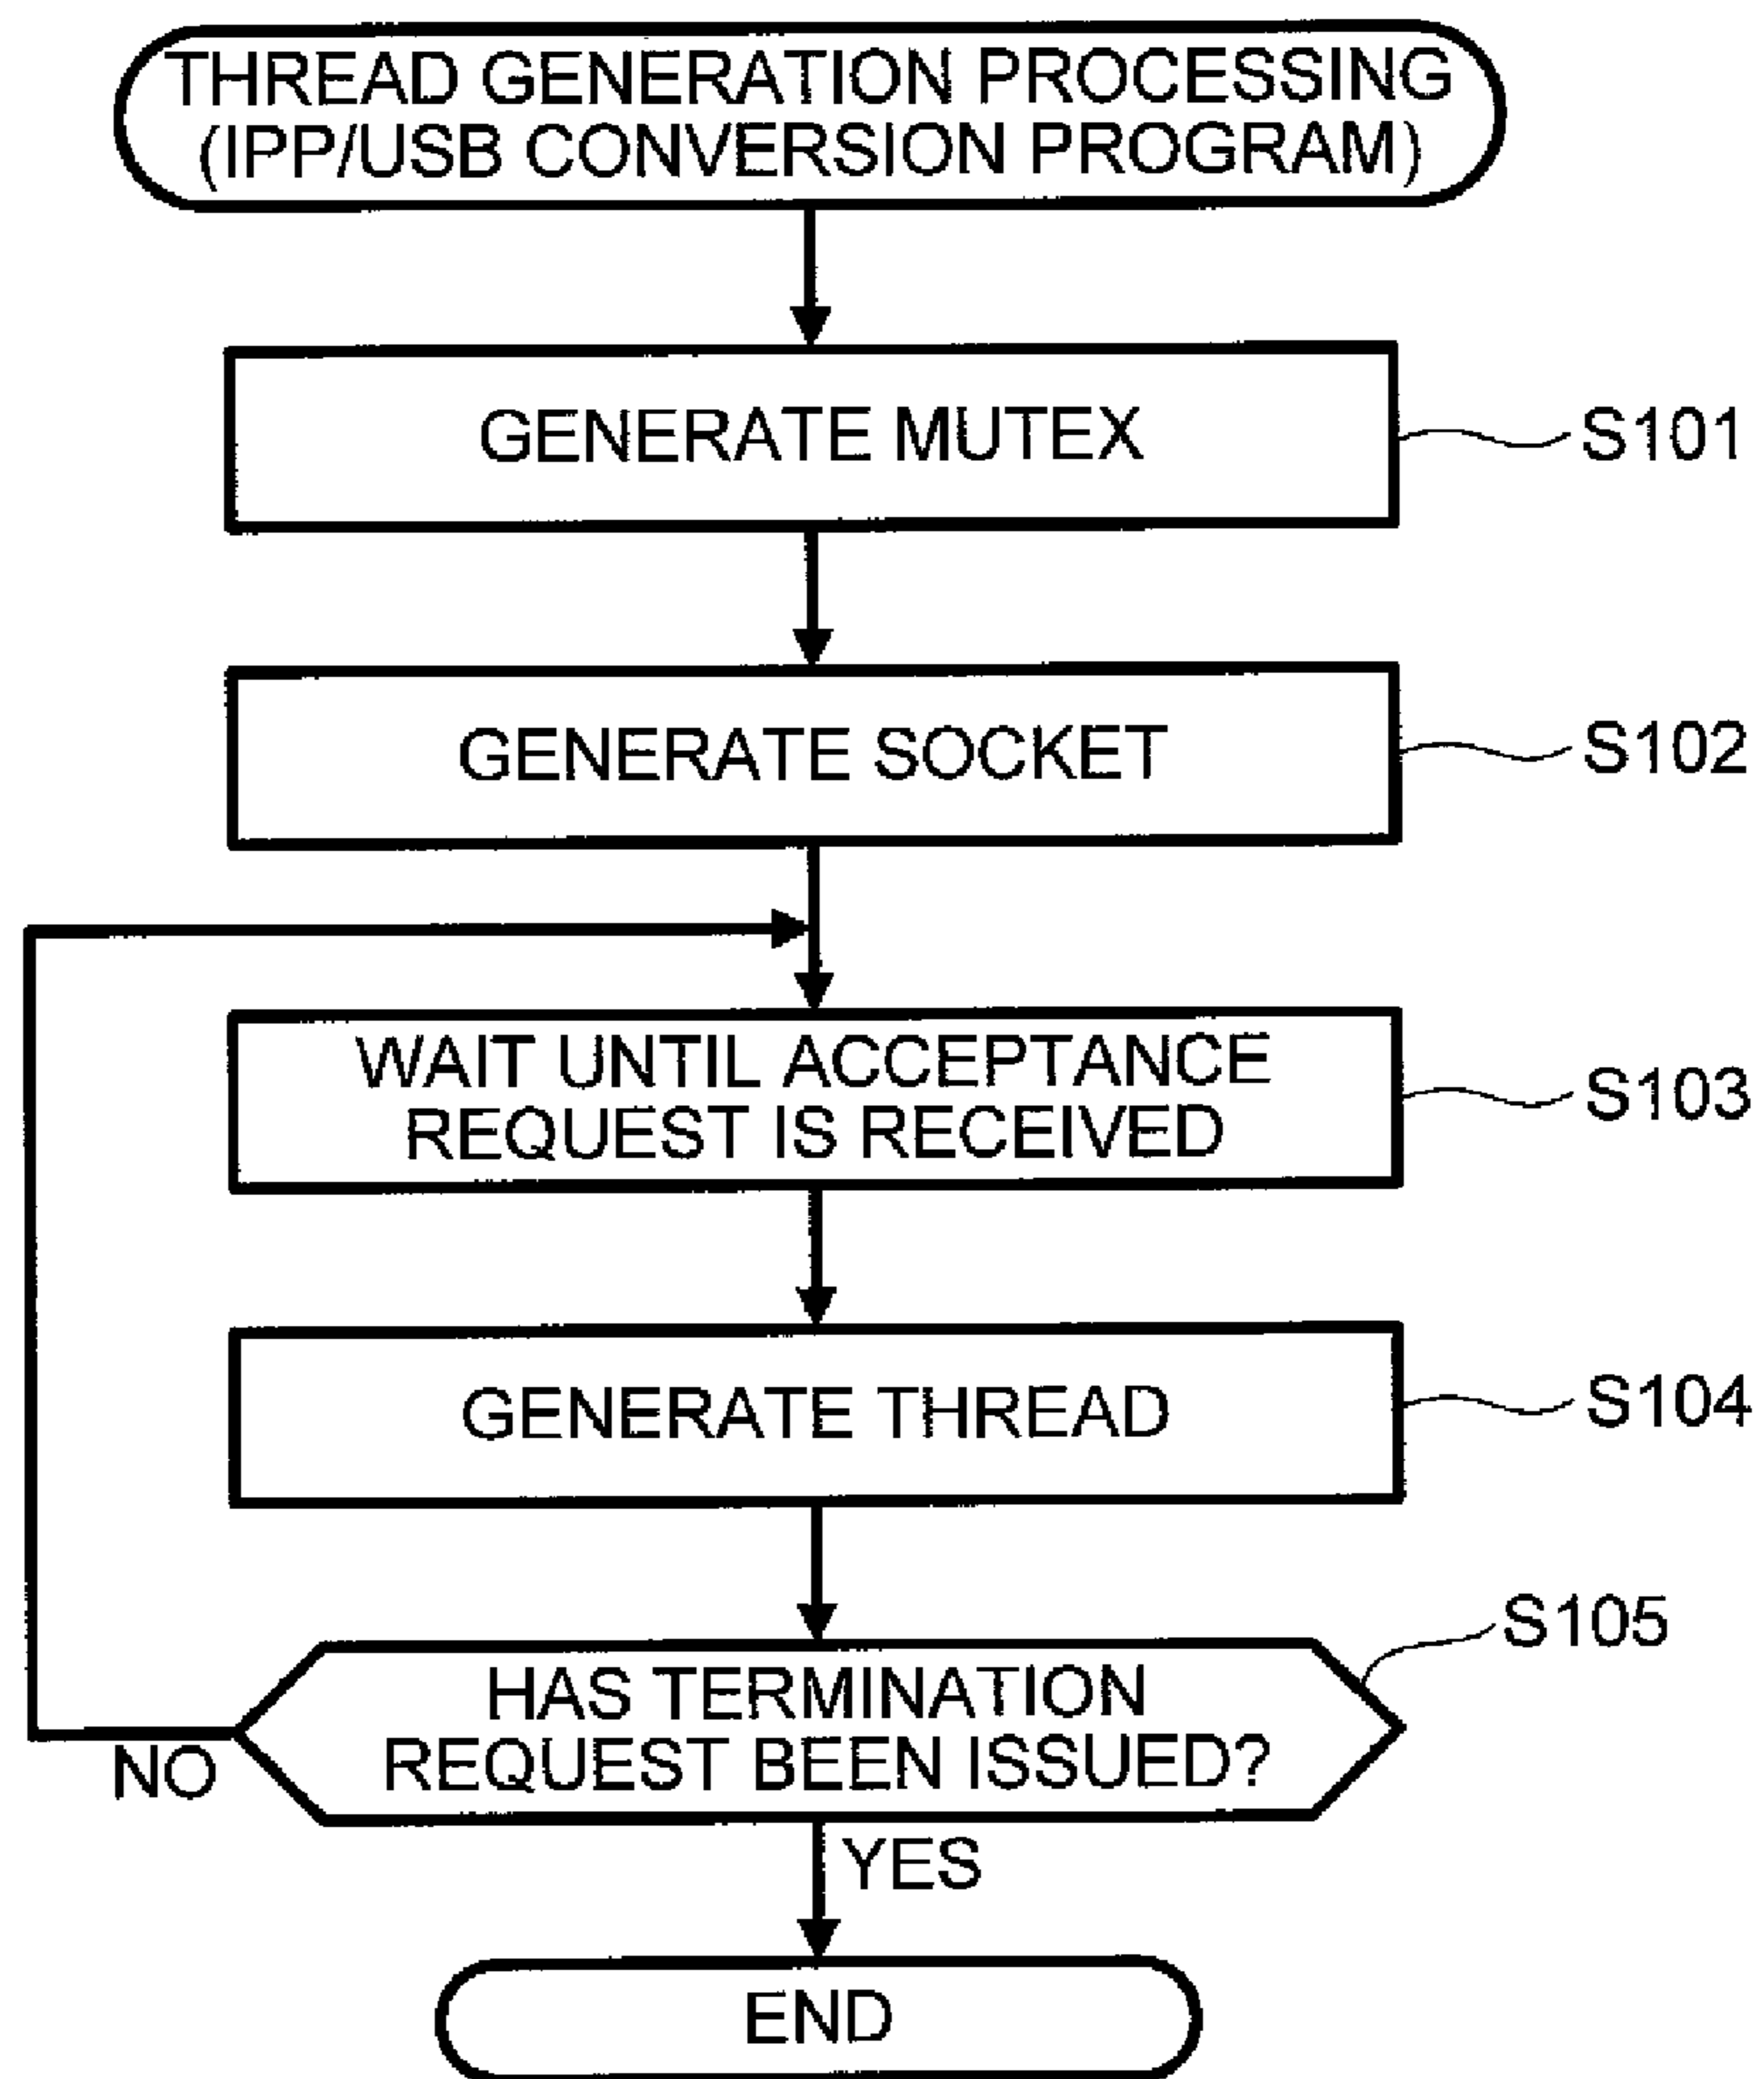 THREAD GENERATION PROCESSING
(IPP/USB CONVERSION PROGRAM)
GENERATE MUTEX
S101
GENERATE SOCKET
S102
WAIT UNTIL ACCEPTANCE
REQUEST IS RECEIVED
S103
GENERATE THREAD
S104
S105
HAS TERMINATION
REQUEST BEEN ISSUED?
NO
YES
END